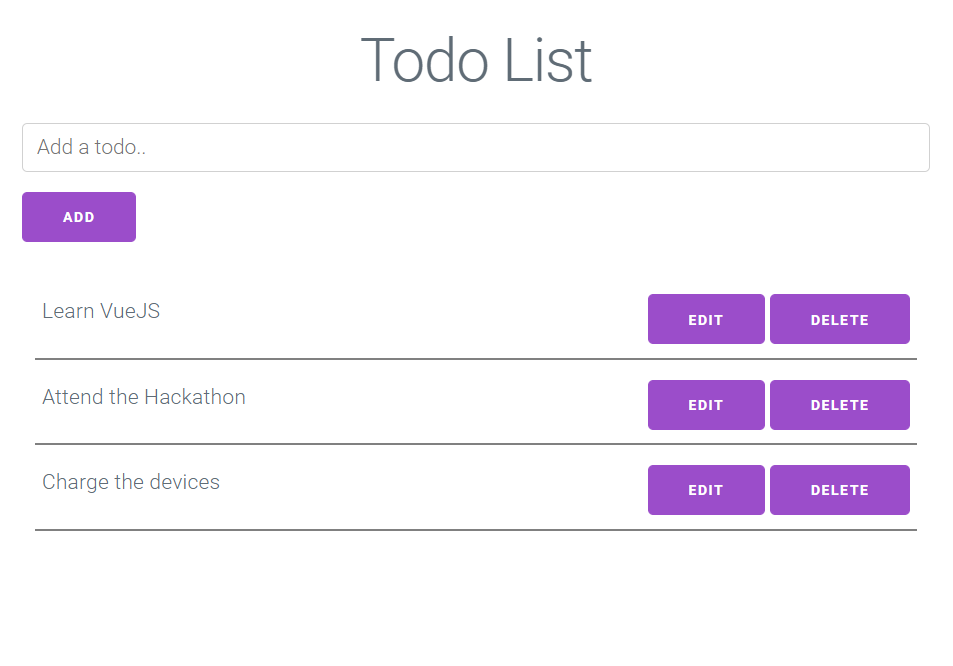 Todo List
Add a todo..
ADD
Learn VueJS EDIT DELETE
Attend the Hackathon EDIT DELETE
Charge the devices EDIT DELETE